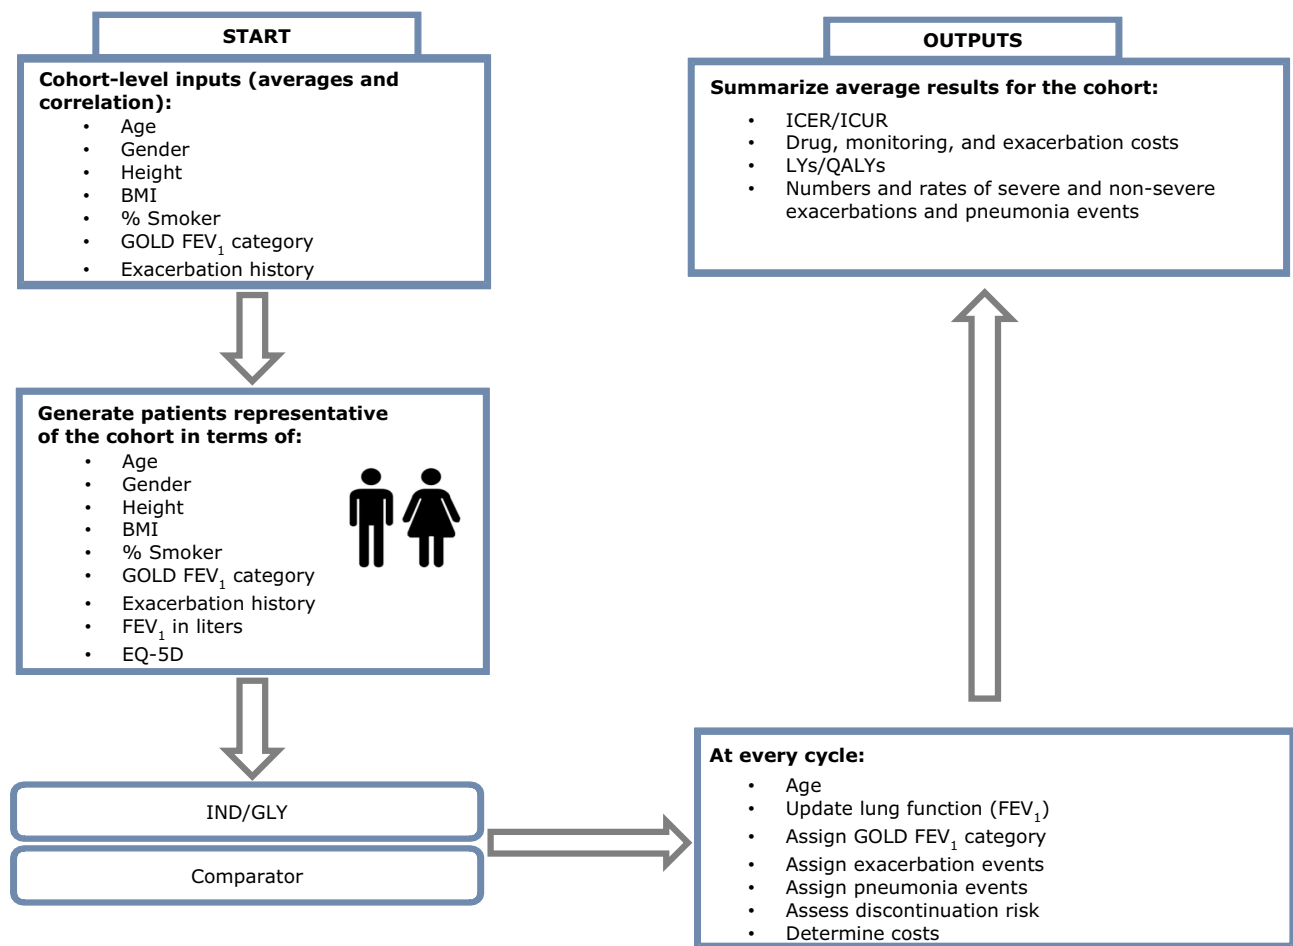 START
Cohort-level inputs (averages and
correlation):
• Age
• Gender
• Height
• BMI
• % Smoker
• GOLD FEV₁ category
• Exacerbation history
Generate patients representative
of the cohort in terms of:
• Age
• Gender
• Height
• BMI
• % Smoker
• GOLD FEV₁ category
• Exacerbation history
• FEV₁ in liters
• EQ-5D
IND/GLY
Comparator
At every cycle:
• Age
• Update lung function (FEV₁)
• Assign GOLD FEV₁ category
• Assign exacerbation events
• Assign pneumonia events
• Assess discontinuation risk
• Determine costs
OUTPUTS
Summarize average results for the cohort:
• ICER/ICUR
• Drug, monitoring, and exacerbation costs
• LYs/QALYs
• Numbers and rates of severe and non-severe
exacerbations and pneumonia events